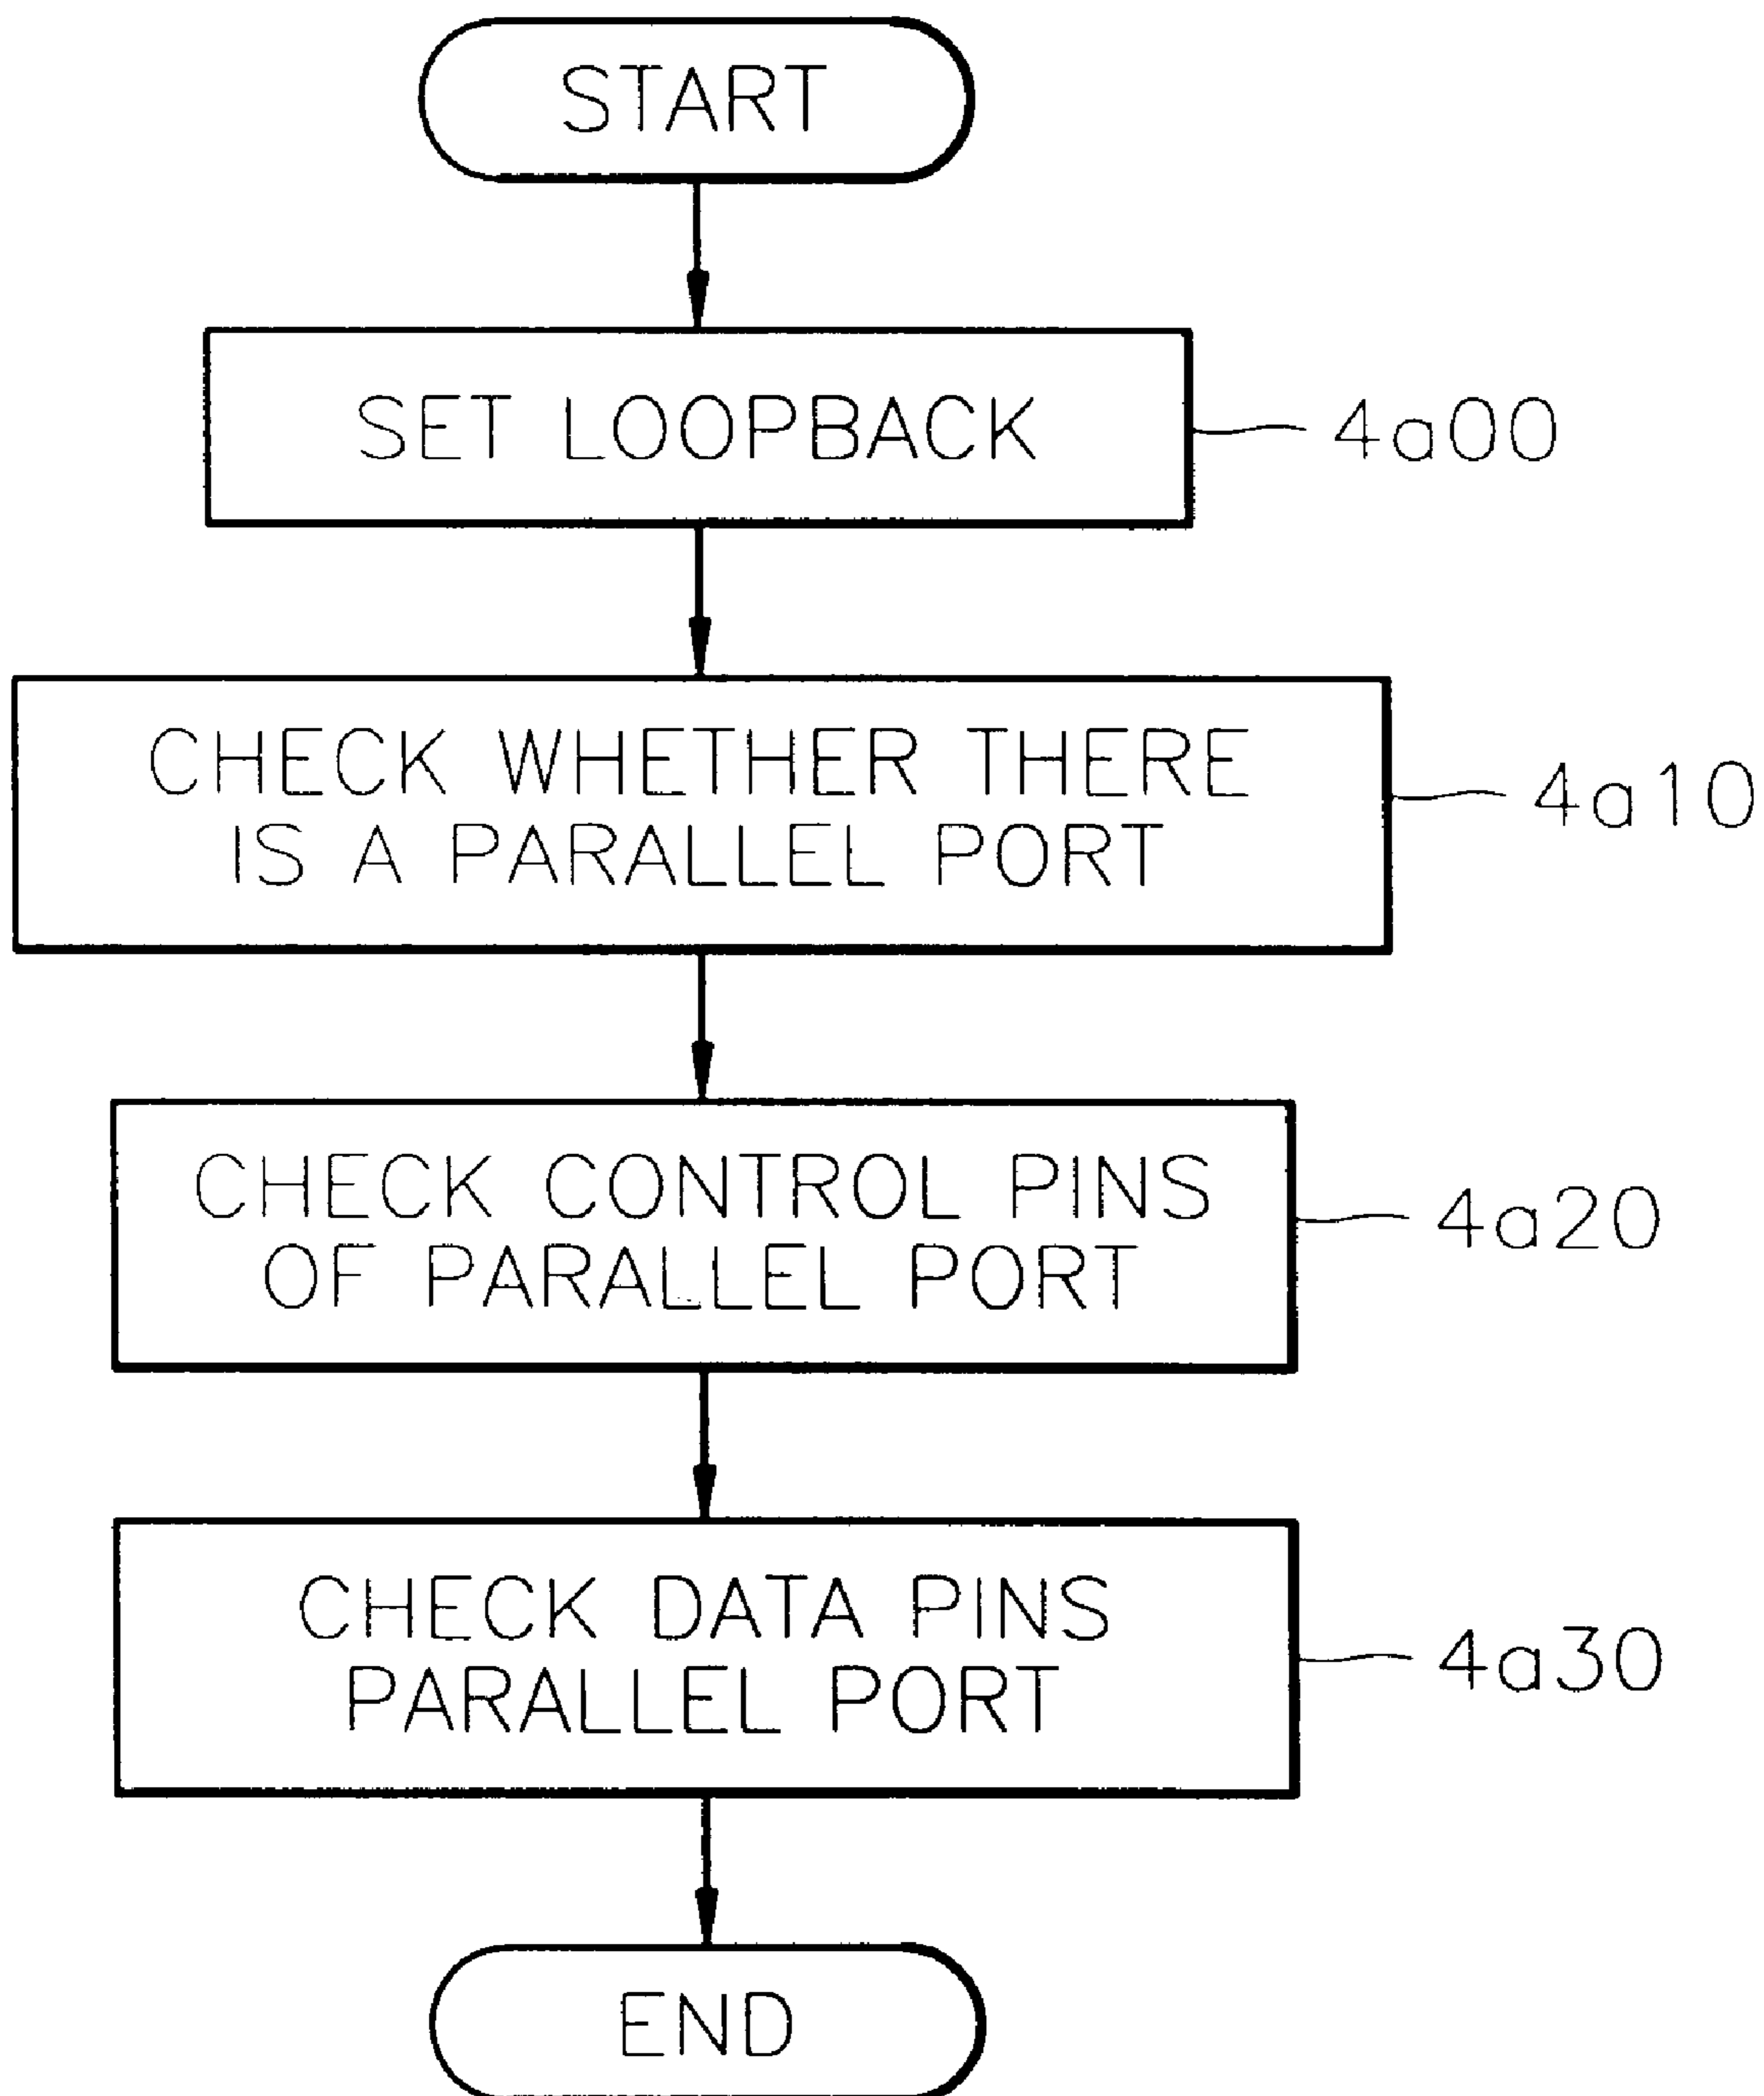 START
SET LOOPBACK
4a00
CHECK WHETHER THERE
IS A PARALLEL PORT
4a10
CHECK CONTROL PINS
OF PARALLEL PORT
4a20
CHECK DATA PINS
PARALLEL PORT
4a30
END